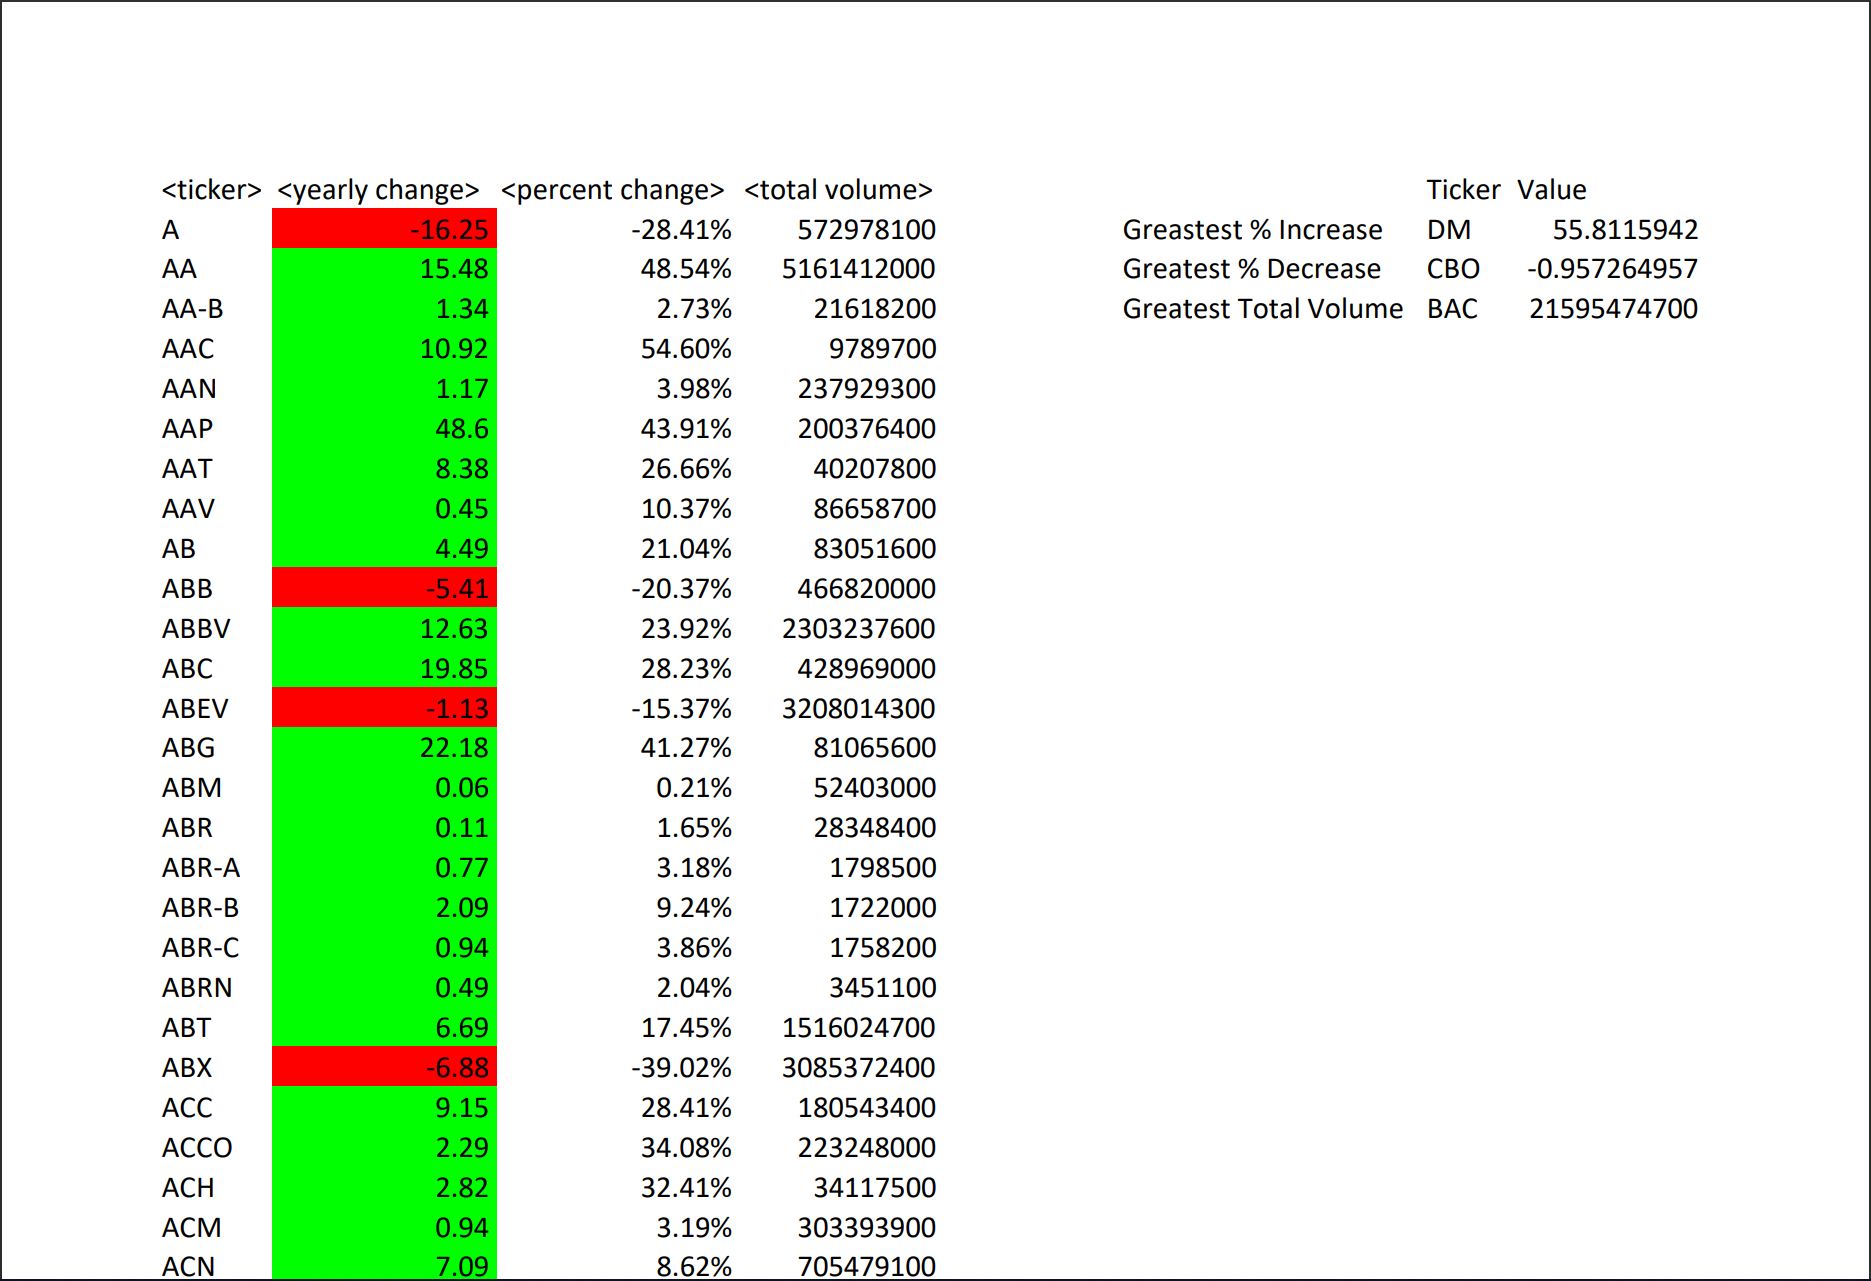 <ticker> <yearly change> <percent change> <total volume> Ticker Value
A -16.25 -28.41% 572978100 Greastest % Increase DM 55.8115942
AA 15.48 48.54% 5161412000 Greatest % Decrease CBO -0.957264957
AA-B 1.34 2.73% 21618200 Greatest Total Volume BAC 21595474700
AAC 10.92 54.60% 9789700
AAN 1.17 3.98% 237929300
AAP 48.6 43.91% 200376400
AAT 8.38 26.66% 40207800
AAV 0.45 10.37% 86658700
AB 4.49 21.04% 83051600
ABB -5.41 -20.37% 466820000
ABBV 12.63 23.92% 2303237600
ABC 19.85 28.23% 428969000
ABEV -1.13 -15.37% 3208014300
ABG 22.18 41.27% 81065600
ABM 0.06 0.21% 52403000
ABR 0.11 1.65% 28348400
ABR-A 0.77 3.18% 1798500
ABR-B 2.09 9.24% 1722000
ABR-C 0.94 3.86% 1758200
ABRN 0.49 2.04% 3451100
ABT 6.69 17.45% 1516024700
ABX -6.88 -39.02% 3085372400
ACC 9.15 28.41% 180543400
ACCO 2.29 34.08% 223248000
ACH 2.82 32.41% 34117500
ACM 0.94 3.19% 303393900
ACN 7.09 8.62% 705479100